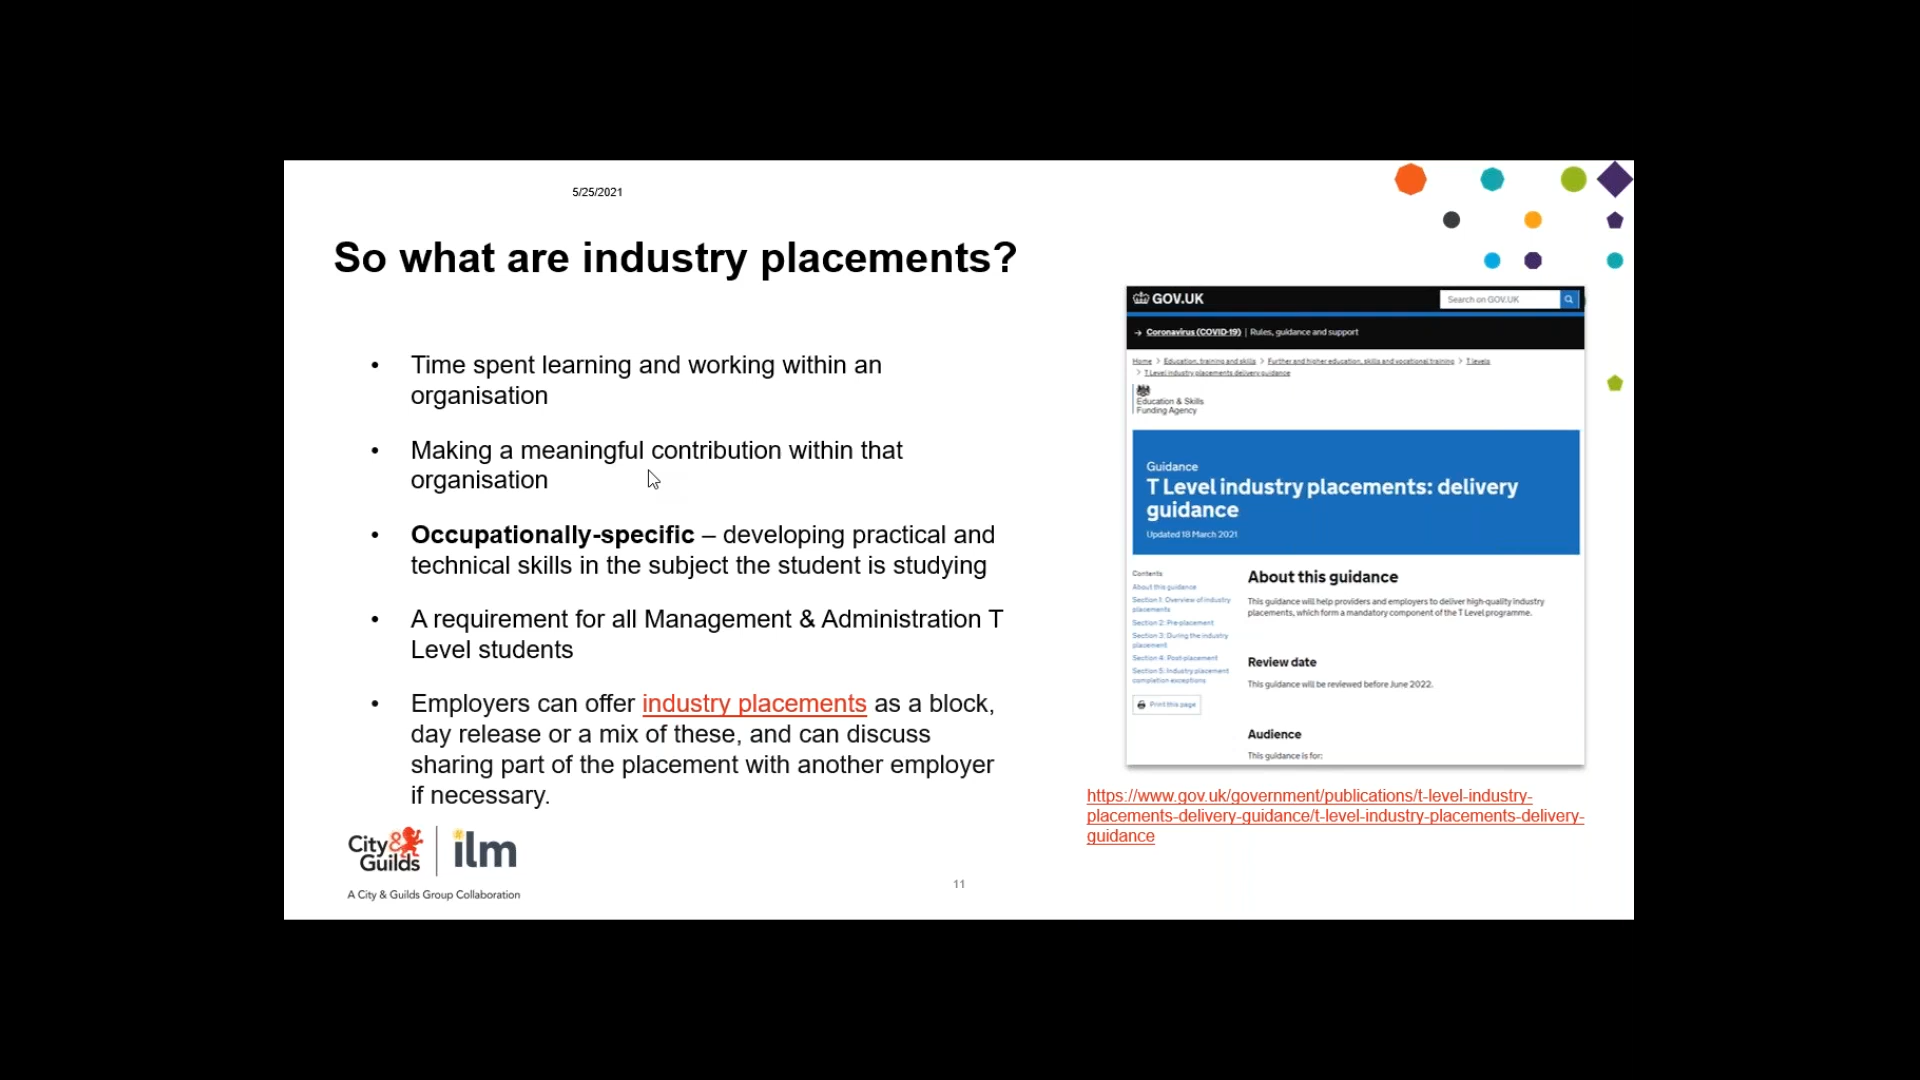 5/25/2021
So what are industry placements?
• Time spent learning and working within an
organisation
• Making a meaningful contribution within that
organisation
• Occupationally-specific – developing practical and
technical skills in the subject the student is studying
• A requirement for all Management & Administration T
Level students
• Employers can offer industry placements as a block,
day release or a mix of these, and can discuss
sharing part of the placement with another employer
if necessary.
GOV.UK
Search on GOV.UK
→ Coronavirus (COVID-19) | Rules, guidance and support
Home > Education, training and skills > Further and higher education, skills and vocational training > T levels
> T Level industry placements delivery guidance
Education & Skills
Funding Agency
Guidance
T Level industry placements: delivery
guidance
Updated 18 March 2021
Contents
About this guidance
Section 1: Overview of industry
placements
Section 2: Pre-placement
Section 3: During the industry
placement
Section 4: Post-placement
Section 5: Industry placement
completion exceptions
Print this page
About this guidance
This guidance will help providers and employers to deliver high-quality industry
placements, which form a mandatory component of the T Level programme.
Review date
This guidance will be reviewed before June 2022.
Audience
This guidance is for:
https://www.gov.uk/government/publications/t-level-industry-
placements-delivery-guidance/t-level-industry-placements-delivery-
guidance
City &
Guilds
ilm
A City & Guilds Group Collaboration
11